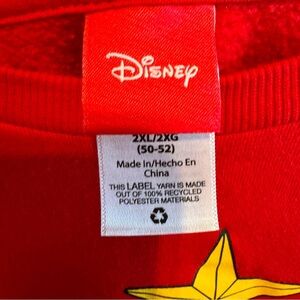 Disney
2XL/2XG
(50-52)
Made In/Hecho En
China
THIS LABEL YARN IS MADE
OUT OF 100% RECYCLED
POLYESTER MATERIALS